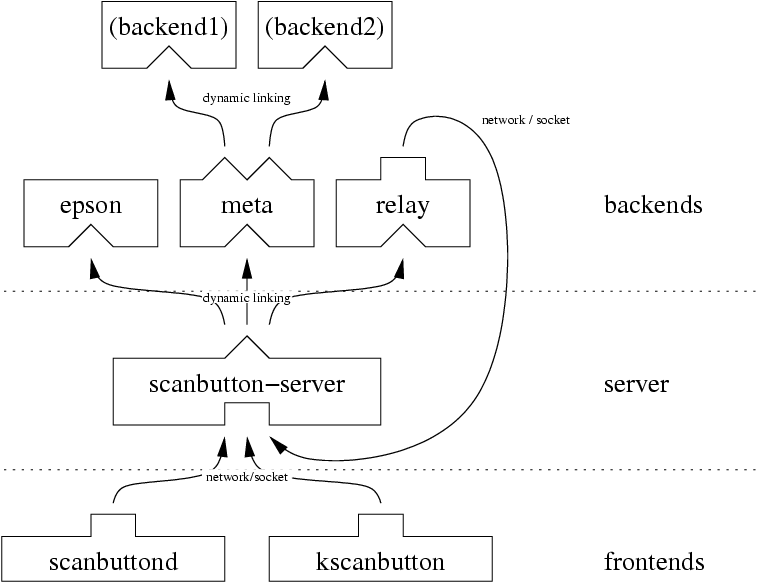 (backend1)
(backend2)
dynamic linking
network / socket
epson
meta
relay
backends
dynamic linking
scanbutton−server
server
network/socket
scanbuttond
kscanbutton
frontends